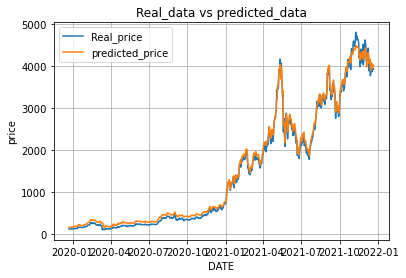 Real_data vs predicted_data
Real_price
predicted_price
price
5000
4000
3000
2000
1000
0
2020-01 2020-04 2020-07 2020-10 2021-01 2021-04 2021-07 2021-10 2022-01
DATE